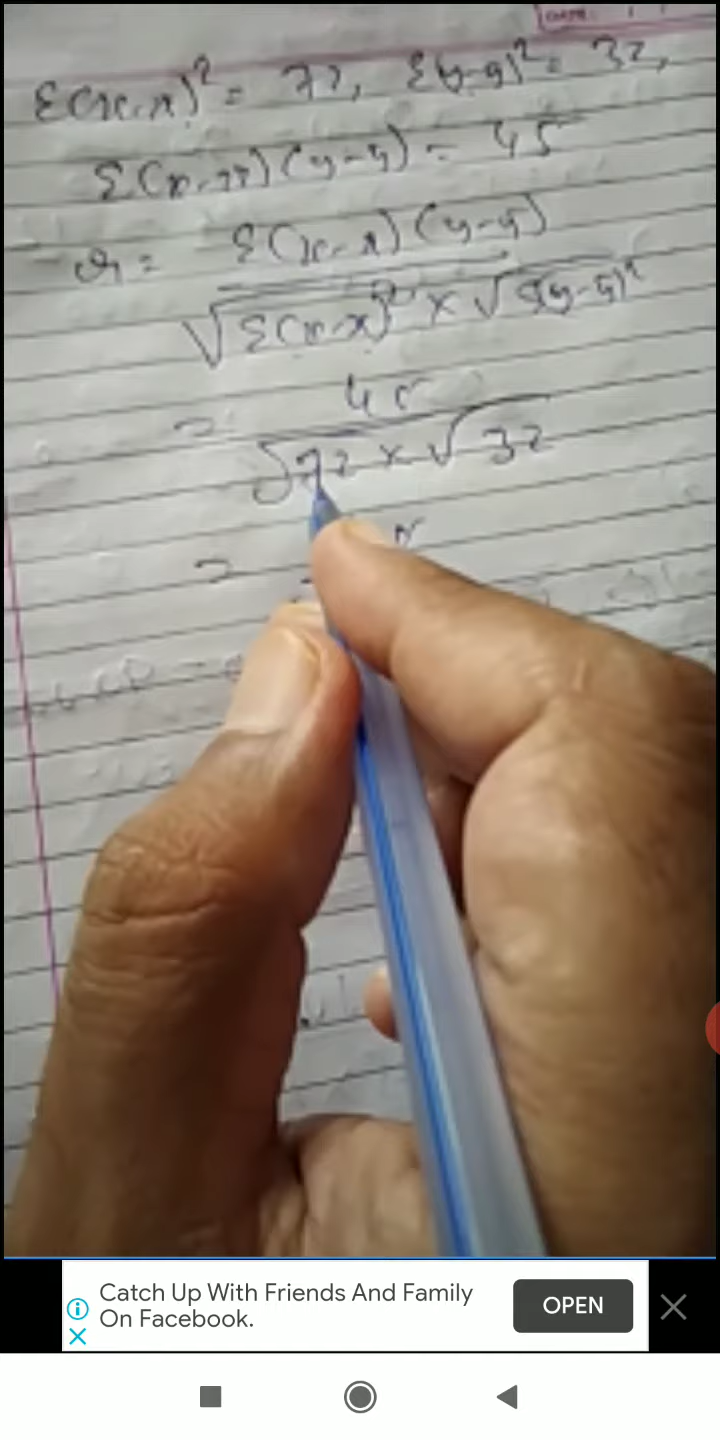 Σ(x-x)² = 72, Σ(y-y)² = 32,
Σ(x-x)(y-y) = 45
r = Σ(x-x)(y-y)
√Σ(x-x)² × √Σ(y-y)²
= 45
√72 × √32
=
Catch Up With Friends And Family
On Facebook.
OPEN